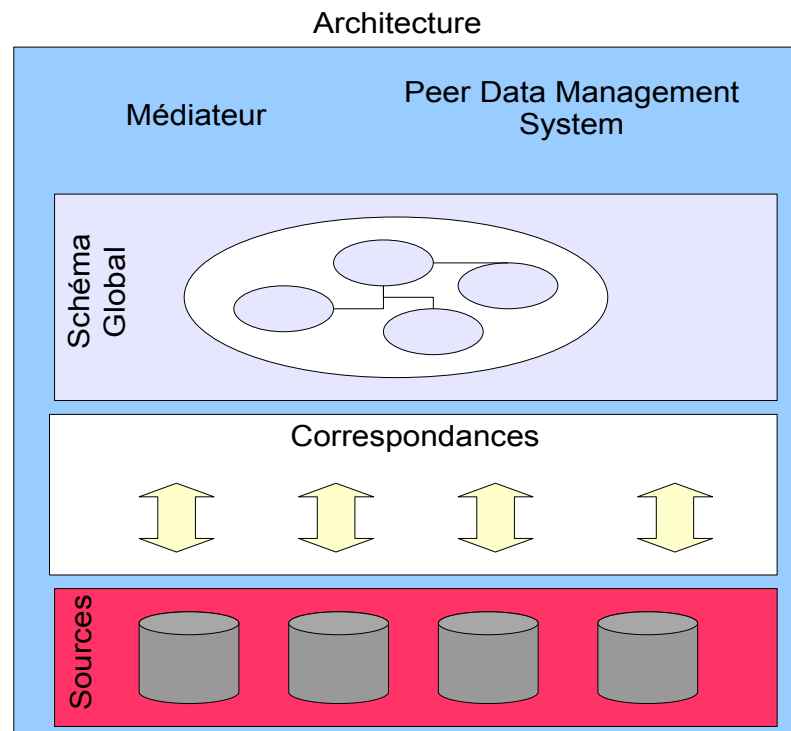 Architecture
Médiateur
Peer Data Management
System
Schéma
Global
Correspondances
Sources